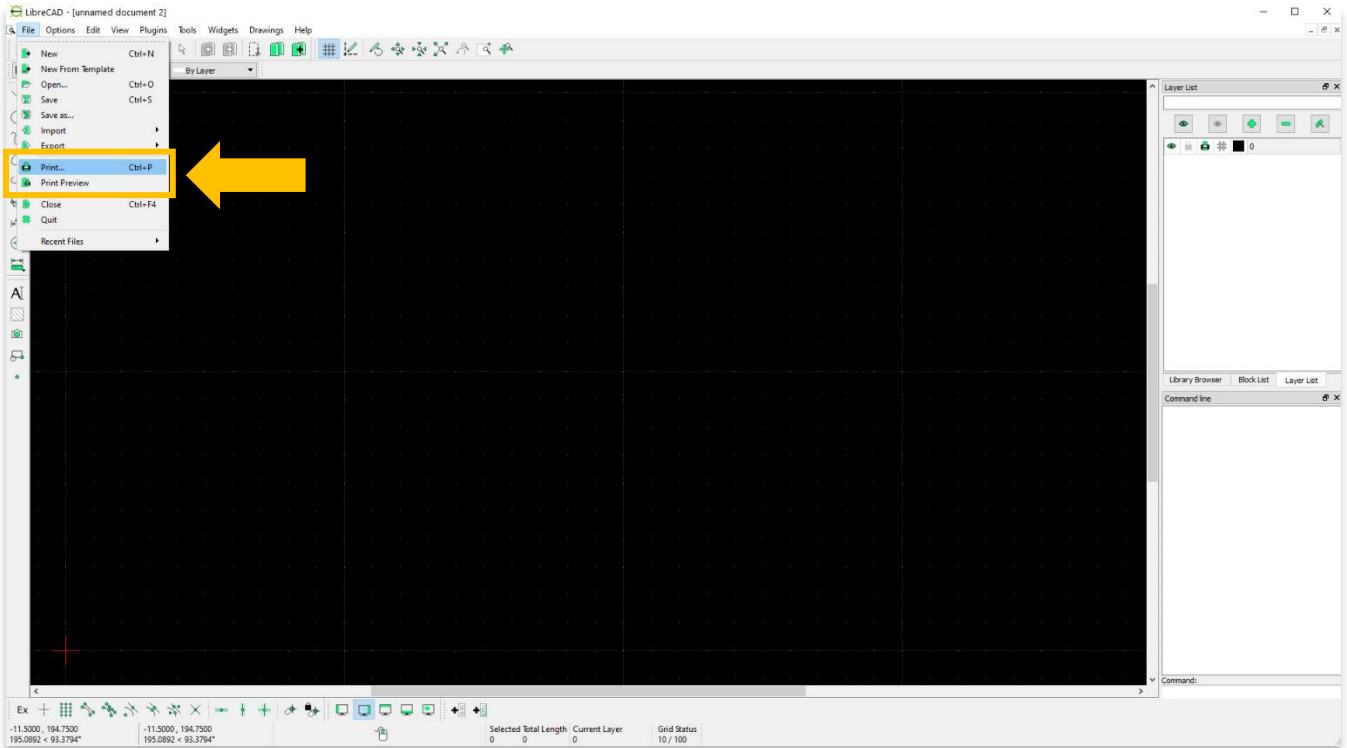 LibreCAD - [unnamed document 2]
File Options Edit View Plugins Tools Widgets Drawings Help
New Ctrl+N
New From Template
By Layer
Open... Ctrl+O
Save Ctrl+S
Save as...
Import
Export
Print... Ctrl+P
Print Preview
Close Ctrl+F4
Quit
Recent Files
A
Layer List
0
Library Browser Block List Layer List
Command line
Command:
Ex
-11.5000 , 194.7500 -11.5000 , 194.7500 Selected Total Length Current Layer Grid Status
195.0892 < 93.3794° 195.0892 < 93.3794° 0 0 0 10 / 100